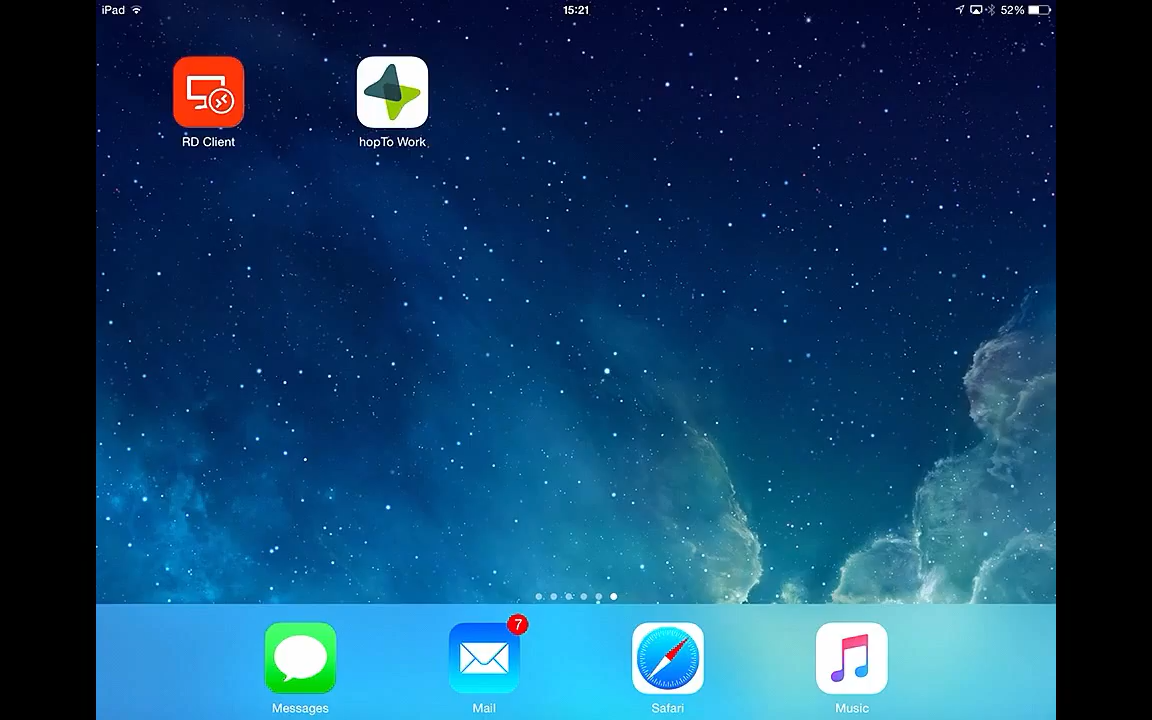 iPad
15:21
52%
RD Client
hopTo Work
7
Messages
Mail
Safari
Music